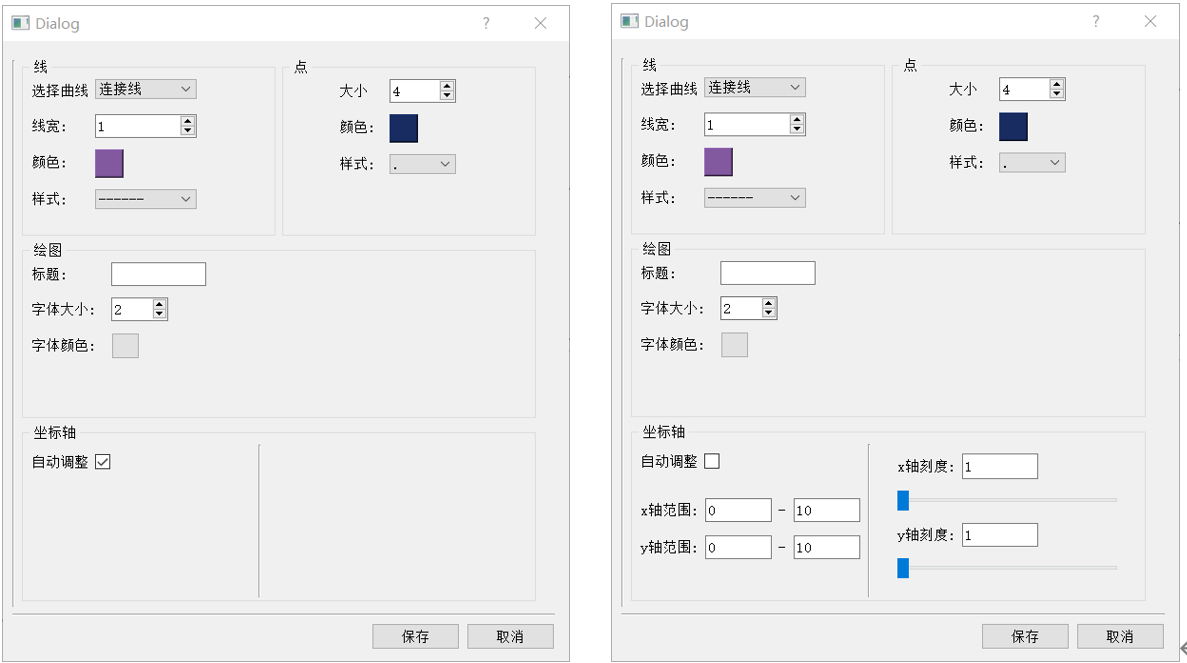 Dialog
线
选择曲线 连接线
线宽： 1
颜色：
样式： ------
点
大小 4
颜色：
样式： .
绘图
标题：
字体大小： 2
字体颜色：
坐标轴
自动调整
保存 取消
Dialog
线
选择曲线 连接线
线宽： 1
颜色：
样式： ------
点
大小 4
颜色：
样式： .
绘图
标题：
字体大小： 2
字体颜色：
坐标轴
自动调整
x轴范围： 0 - 10
y轴范围： 0 - 10
x轴刻度： 1
y轴刻度： 1
保存 取消